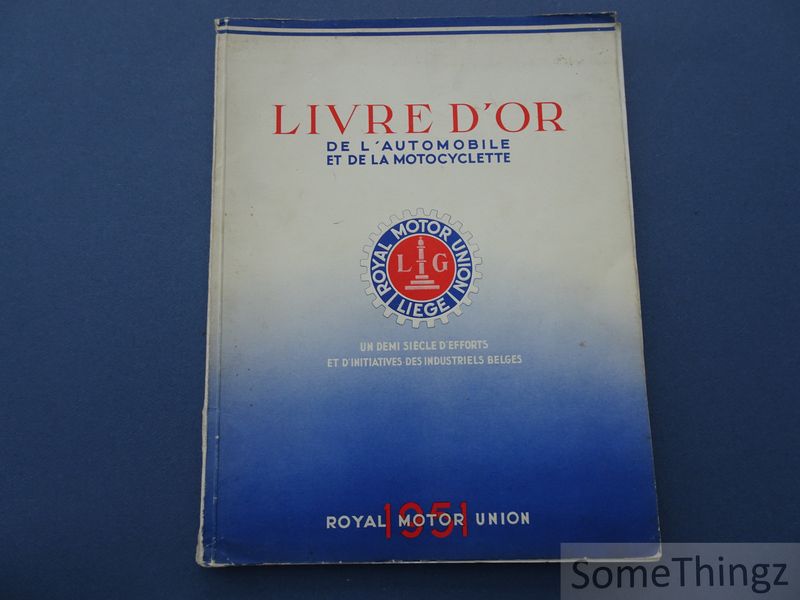 LIVRE D'OR
DE L'AUTOMOBILE
ET DE LA MOTOCYCLETTE
ROYAL MOTOR UNION
L G
LIEGE
UN DEMI SIÈCLE D'EFFORTS
ET D'INITIATIVES DES INDUSTRIELS BELGES
1951
ROYAL MOTOR UNION
SomeThingz